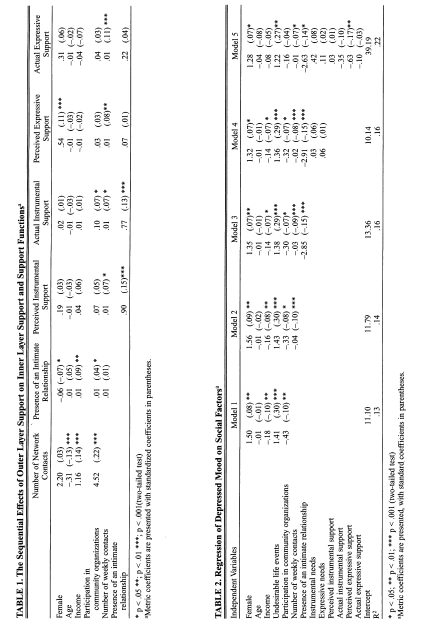 TABLE 1. The Sequential Effects of Outer Layer Support on Inner Layer Support and Support Functionsᵃ
Number of Network Contacts Presence of an Intimate Relationship Perceived Instrumental Support Actual Instrumental Support Perceived Expressive Support Actual Expressive Support
Female 2.20 (.03) -.06 (-.07) * .19 (.03) .02 (.01) .54 (.11) *** .31 (.06)
Age -.31 (-.13) *** .01 (.05) -.01 (-.03) -.01 (-.03) -.01 (-.03) -.01 (-.02)
Income 1.16 (.14) *** .01 (.09) ** .04 (.06) .01 (.01) -.01 (-.02) -.04 (-.07)
Participation in
community organizations 4.52 (.22) *** .01 (.04) * .07 (.05) .10 (.07) * .03 (.03) .04 (.03)
Number of weekly contacts .01 (.01) .01 (.07) * .01 (.07) * .01 (.08)** .01 (.11) ***
Presence of an intimate
relationship .90 (.15)*** .77 (.13) *** .07 (.01) .22 (.04)
* p < .05 ** p < .01 *** p < .001(two-tailed test)
ᵃMetric coefficients are presented with standardized coefficients in parentheses.
TABLE 2. Regression of Depressed Mood on Social Factorsᵃ
Independent Variables Model 1 Model 2 Model 3 Model 4 Model 5
Female 1.50 (.08) ** 1.56 (.09) ** 1.35 (.07)** 1.32 (.07)* 1.28 (.07)*
Age -.01 (-.01) -.01 (-.02) -.01 (-.01) -.01 (-.01) -.04 (-.08)
Income -.18 (-.10) ** -.16 (-.08) ** -.14 (-.07) * -.14 (-.07) * -.08 (-.05)
Undesirable life events 1.41 (.30) *** 1.43 (.30) *** 1.38 (.29)*** 1.36 (.29) *** 1.22 (.27)**
Participation in community organizations -.43 (-.10) ** -.33 (-.08) * -.30 (-.07)* -.32 (-.07) * -.16 (-.04)
Number of weekly contacts -.04 (-.10) *** -.03 (-.09)*** -.02 (-.08) *** -.01 (-.07)*
Presence of an intimate relationship -2.85 (-.15) *** -2.91 (-.15) *** -2.63 (-.14)*
Instrumental needs .03 (.06) .42 (.08)
Expressive needs .06 (.01) .02 (.02)
Perceived instrumental support .11 (.01)
Actual instrumental support .03 (.01)
Perceived expressive support -.35 (-.10)
Actual expressive support -.63 (-.17)**
-.10 (-.03)
Intercept 11.10 11.79 13.36 10.14 39.19
R² .13 .14 .16 .16 .22
* p < .05; ** p < .01; *** p < .001 (two-tailed test)
ᵃMetric coefficients are presented, with standard coefficients in parentheses.